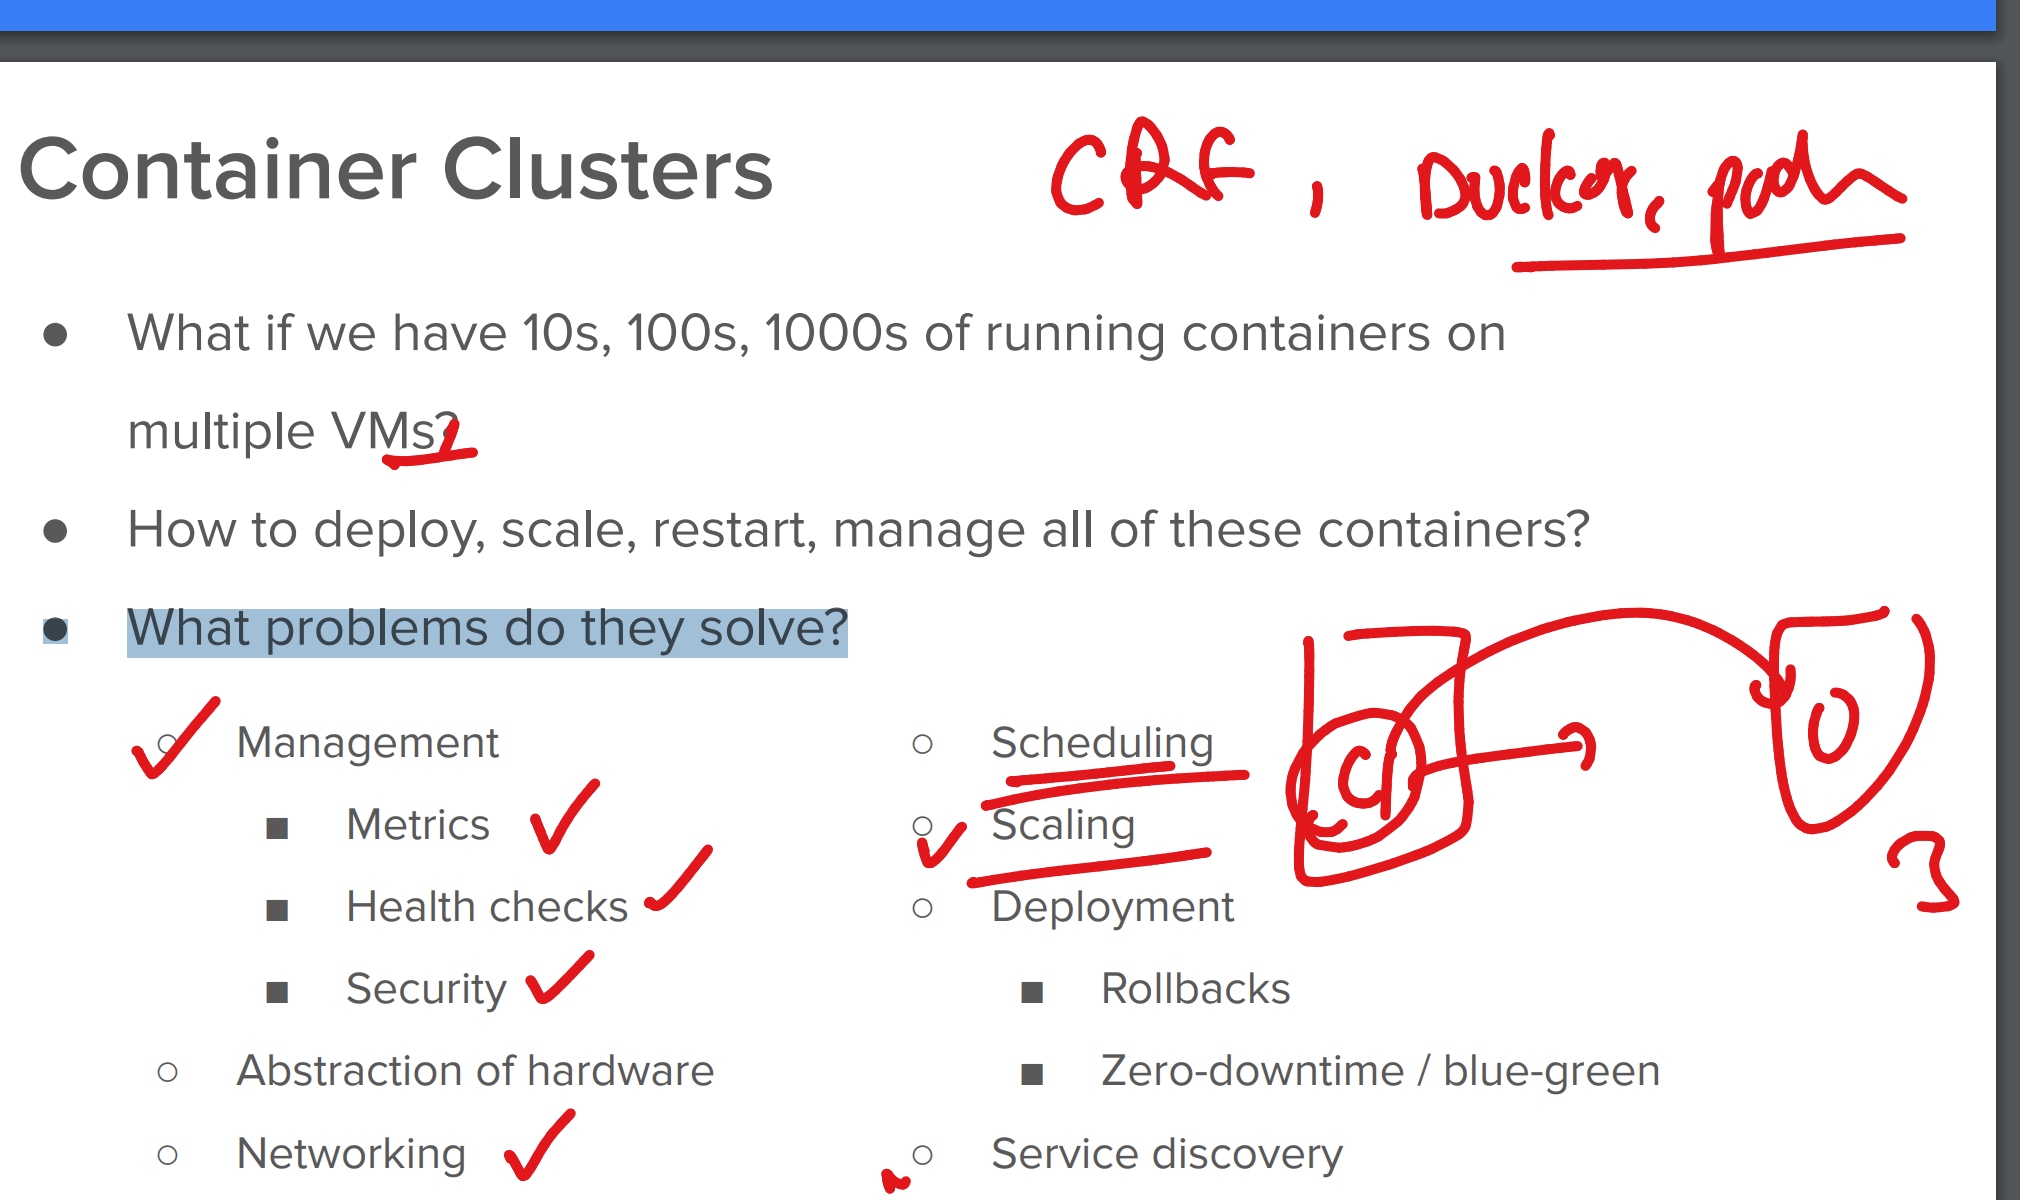 Container Clusters
, Docker, podm
● What if we have 10s, 100s, 1000s of running containers on
multiple VMs?
● How to deploy, scale, restart, manage all of these containers?
● What problems do they solve?
○ Management
■ Metrics
■ Health checks
■ Security
○ Abstraction of hardware
○ Networking
○ Scheduling
○ Scaling
○ Deployment
■ Rollbacks
■ Zero-downtime / blue-green
○ Service discovery